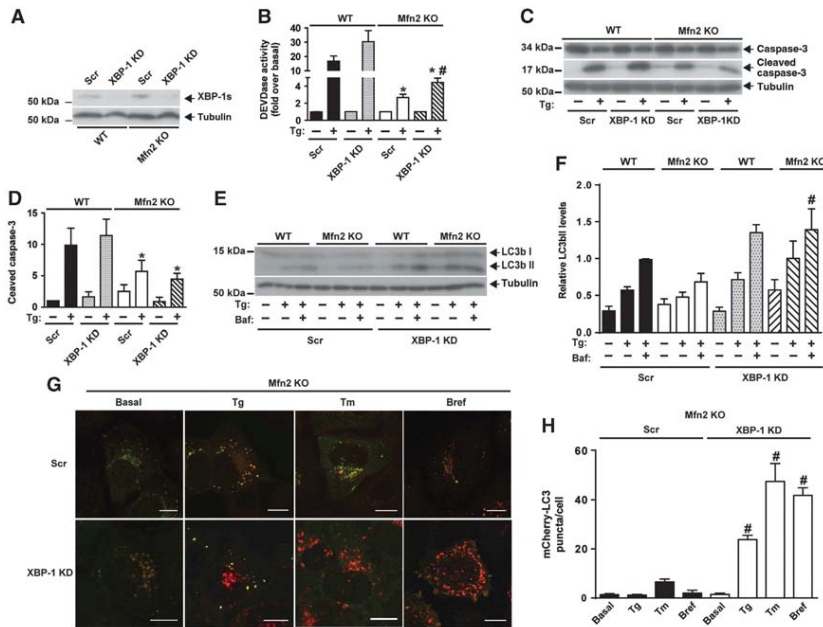 A
Scr
XBP-1 KD
Scr
XBP-1 KD
XBP-1s
50 kDa
Tubulin
50 kDa
WT
Mfn2 KO
B
WT
Mfn2 KO
DEVDase activity
(fold over basal)
50
40
30
20
10
6
4
2
0
*
* #
Tg: − + − + − + − +
Scr
XBP-1 KD
Scr
XBP-1 KD
C
WT
Mfn2 KO
34 kDa
Caspase-3
17 kDa
Cleaved
caspase-3
50 kDa
Tubulin
− + − + − + − + Tg
Scr
XBP-1 KD
Scr
XBP-1KD
D
WT
Mfn2 KO
Ceaved caspase-3
15
10
5
0
*
*
Tg: − + − + − + − +
Scr
XBP-1 KD
Scr
XBP-1 KD
E
WT
Mfn2 KO
WT
Mfn2 KO
15 kDa
LC3b I
LC3b II
50 kDa
Tubulin
Tg: − + + − + + − + + − + +
Baf: − − + − − + − − + − − +
Scr
XBP-1 KD
F
WT
Mfn2 KO
WT
Mfn2 KO
Relative LC3bII levels
2.0
1.5
1.0
0.5
0.0
#
Tg: − + + − + + − + + − + +
Baf: − − + − − + − − + − − +
Scr
XBP-1 KD
G
Mfn2 KO
Basal
Tg
Tm
Bref
Scr
XBP-1 KD
H
Mfn2 KO
Scr
XBP-1 KD
mCherry-LC3
puncta/cell
60
40
20
0
#
#
#
Basal
Tg
Tm
Bref
Basal
Tg
Tm
Bref